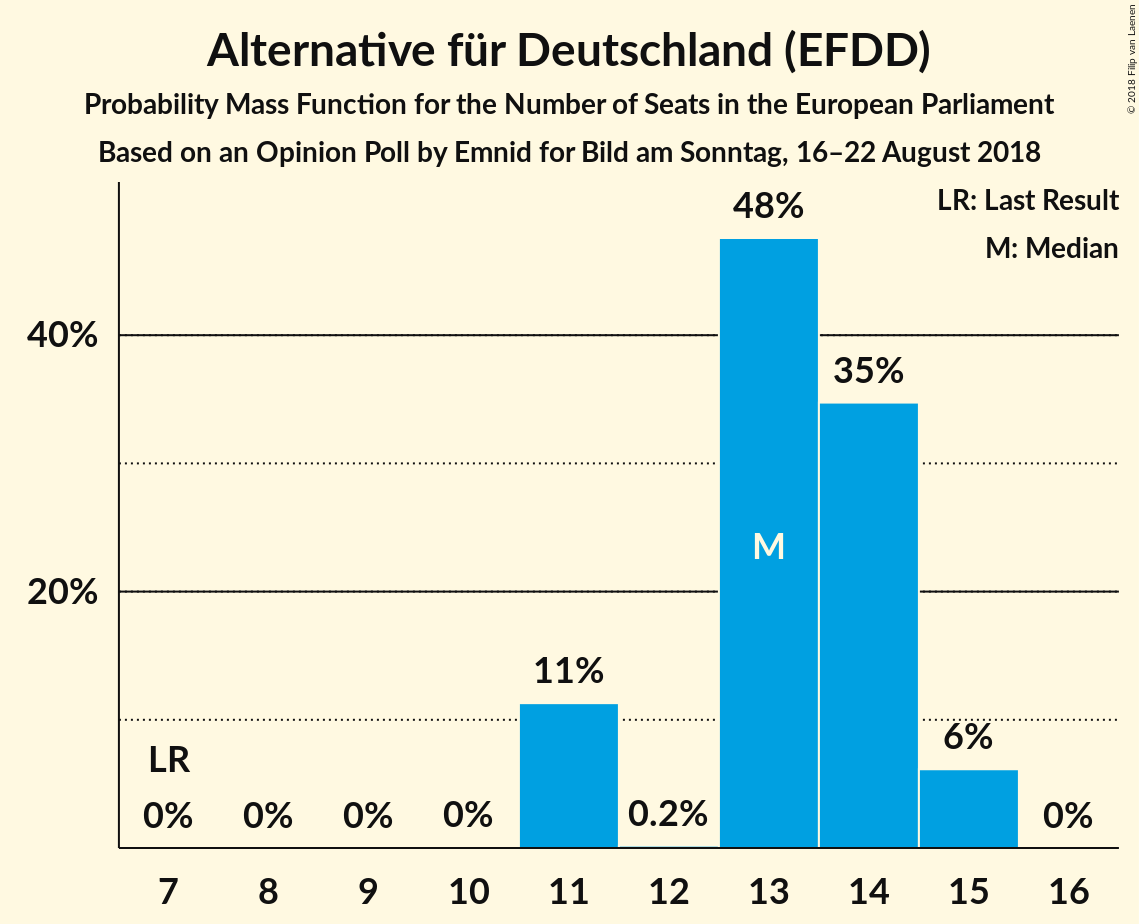 Alternative für Deutschland (EFDD)
Probability Mass Function for the Number of Seats in the European Parliament
Based on an Opinion Poll by Emnid for Bild am Sonntag, 16–22 August 2018
© 2018 Filip van Laenen
LR: Last Result
M: Median
48%
40%
35%
M
20%
11%
6%
LR
0% 0% 0% 0% 0.2% 0%
7 8 9 10 11 12 13 14 15 16